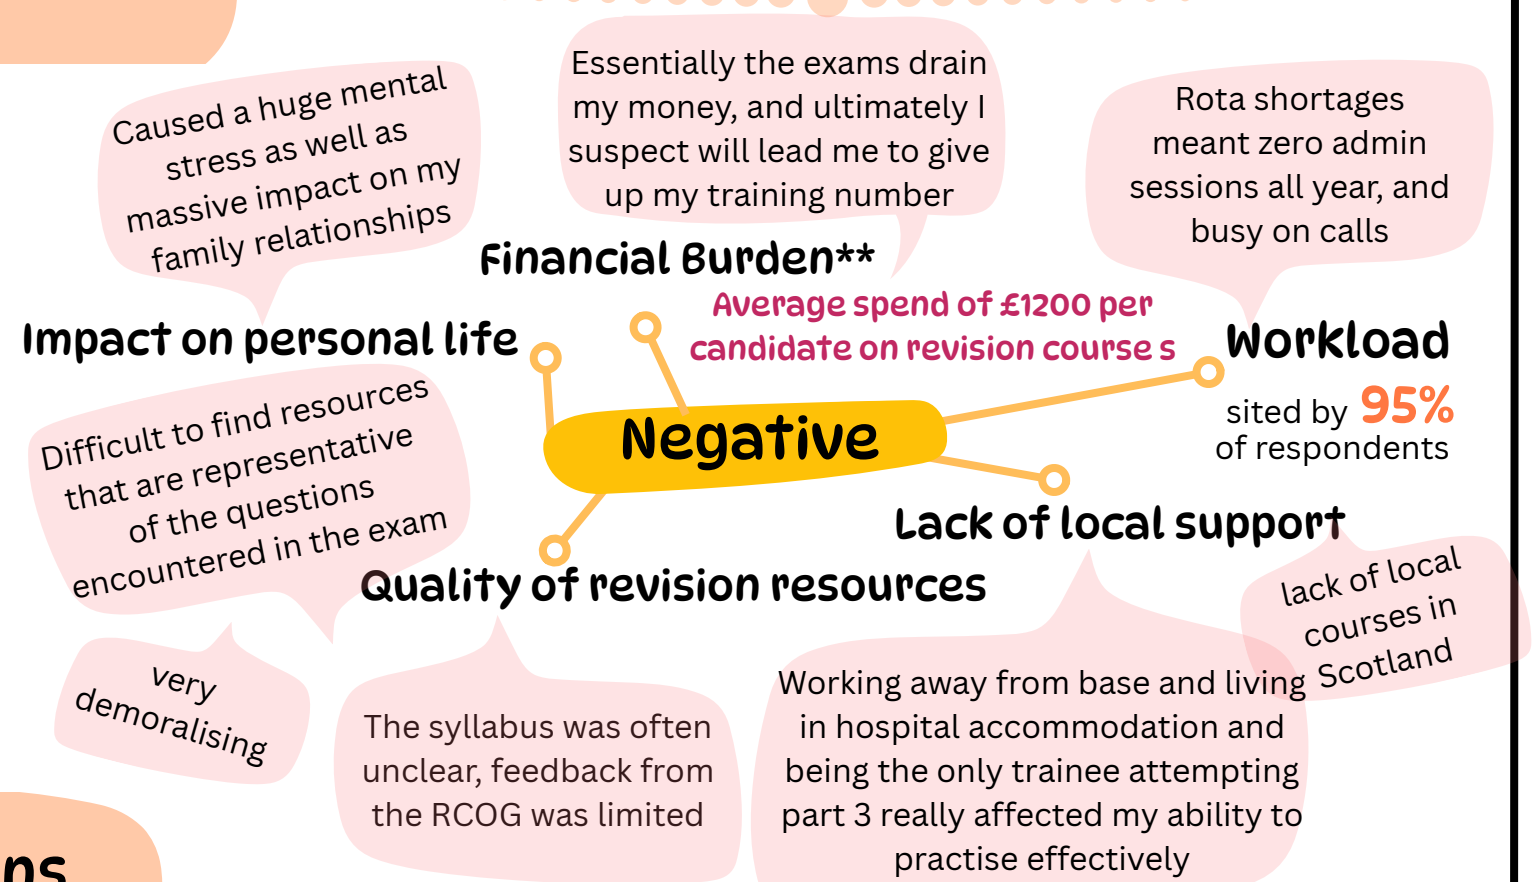 Caused a huge mental
stress as well as
massive impact on my
family relationships
Essentially the exams drain
my money, and ultimately I
suspect will lead me to give
up my training number
Rota shortages
meant zero admin
sessions all year, and
busy on calls
Financial Burden**
Average spend of £1200 per
candidate on revision course s
Impact on personal life
Workload
sited by 95%
of respondents
Negative
Difficult to find resources
that are representative
of the questions
encountered in the exam
Quality of revision resources
Lack of local support
lack of local
courses in
Scotland
very
demoralising
The syllabus was often
unclear, feedback from
the RCOG was limited
Working away from base and living
in hospital accommodation and
being the only trainee attempting
part 3 really affected my ability to
practise effectively
ns